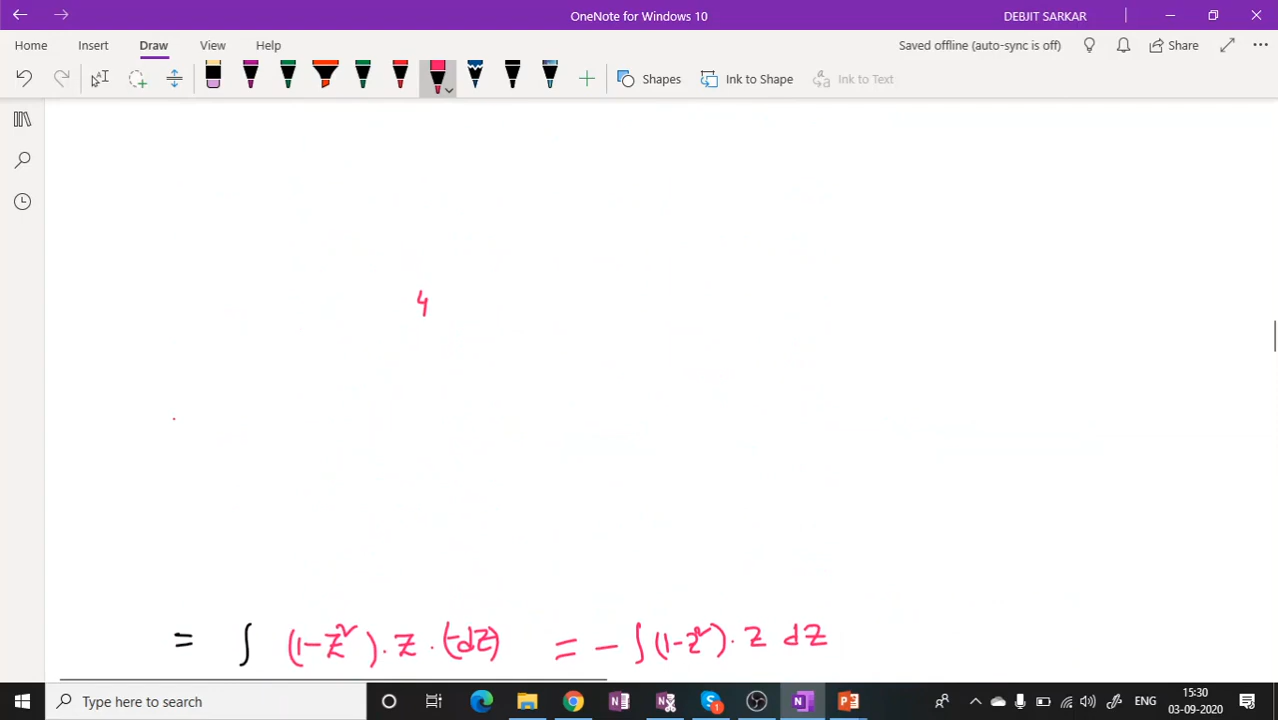 OneNote for Windows 10
DEBJIT SARKAR
Home Insert Draw View Help
Saved offline (auto-sync is off)
Share
Shapes
Ink to Shape
Ink to Text
4
= ∫ (1-z²). z . (-dz) = - ∫ (1-z²). z dz
Type here to search
ENG
15:30
03-09-2020